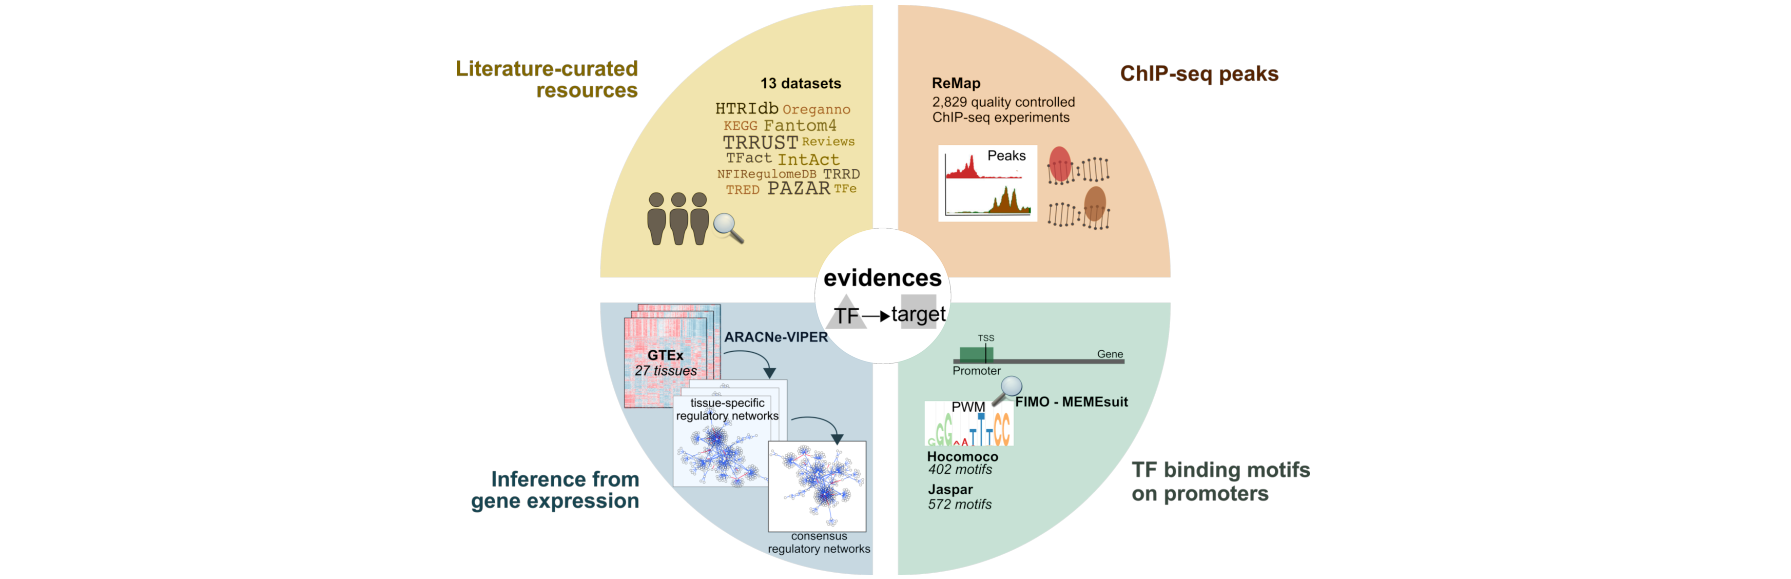 Literature-curated
resources
13 datasets
HTRIdb Oreganno
KEGG Fantom4
TRRUST Reviews
TFact IntAct
NFIRegulomeDB TRRD
TRED PAZAR TFe
ChIP-seq peaks
ReMap
2,829 quality controlled
ChIP-seq experiments
Peaks
evidences
TF target
GTEx
27 tissues
ARACNe-VIPER
tissue-specific
regulatory networks
consensus
regulatory networks
Inference from
gene expression
TSS
Gene
Promoter
PWM
FIMO - MEMEsuit
CGG AATTTCC
Hocomoco
402 motifs
Jaspar
572 motifs
TF binding motifs
on promoters